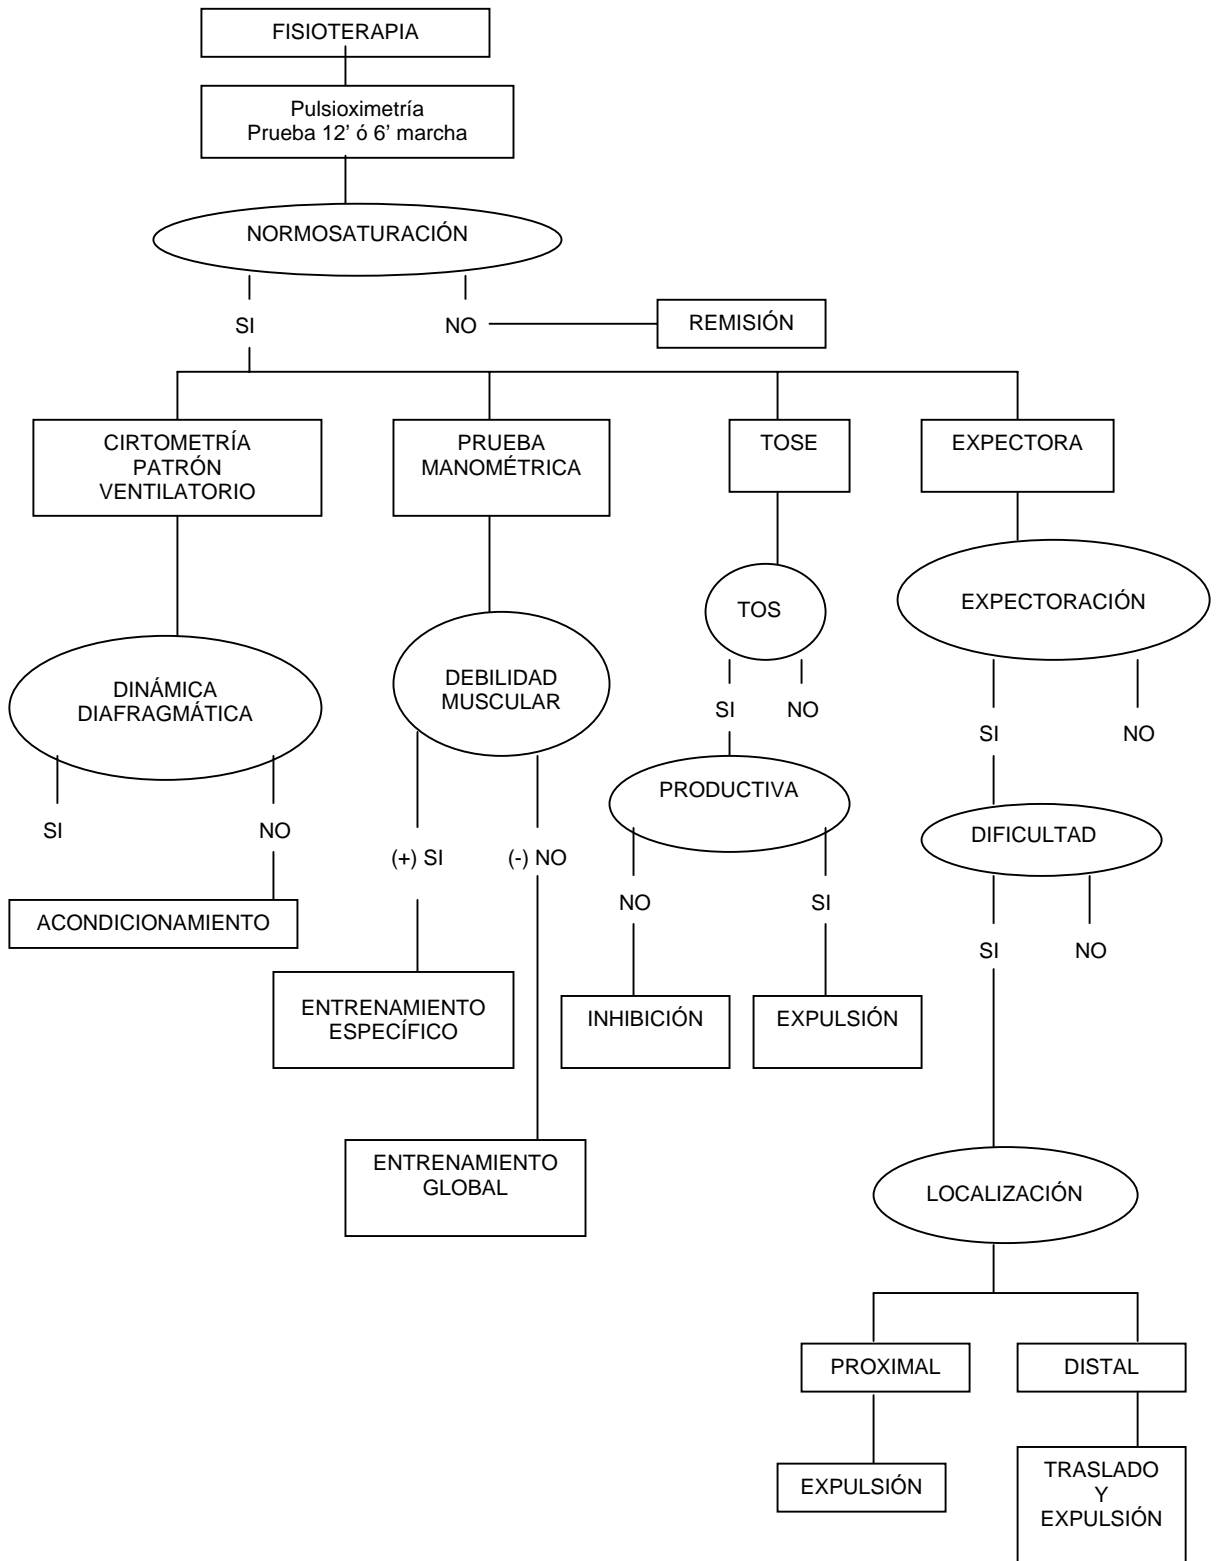 FISIOTERAPIA
Pulsioximetría
Prueba 12’ ó 6’ marcha
NORMOSATURACIÓN
SI
NO
REMISIÓN
CIRTOMETRÍA
PATRÓN
VENTILATORIO
PRUEBA
MANOMÉTRICA
TOSE
EXPECTORA
TOS
EXPECTORACIÓN
DINÁMICA
DIAFRAGMÁTICA
DEBILIDAD
MUSCULAR
SI
NO
SI
NO
PRODUCTIVA
SI
NO
(+) SI
(-) NO
DIFICULTAD
NO
SI
ACONDICIONAMIENTO
SI
NO
ENTRENAMIENTO
ESPECÍFICO
INHIBICIÓN
EXPULSIÓN
ENTRENAMIENTO
GLOBAL
LOCALIZACIÓN
PROXIMAL
DISTAL
EXPULSIÓN
TRASLADO
Y
EXPULSIÓN